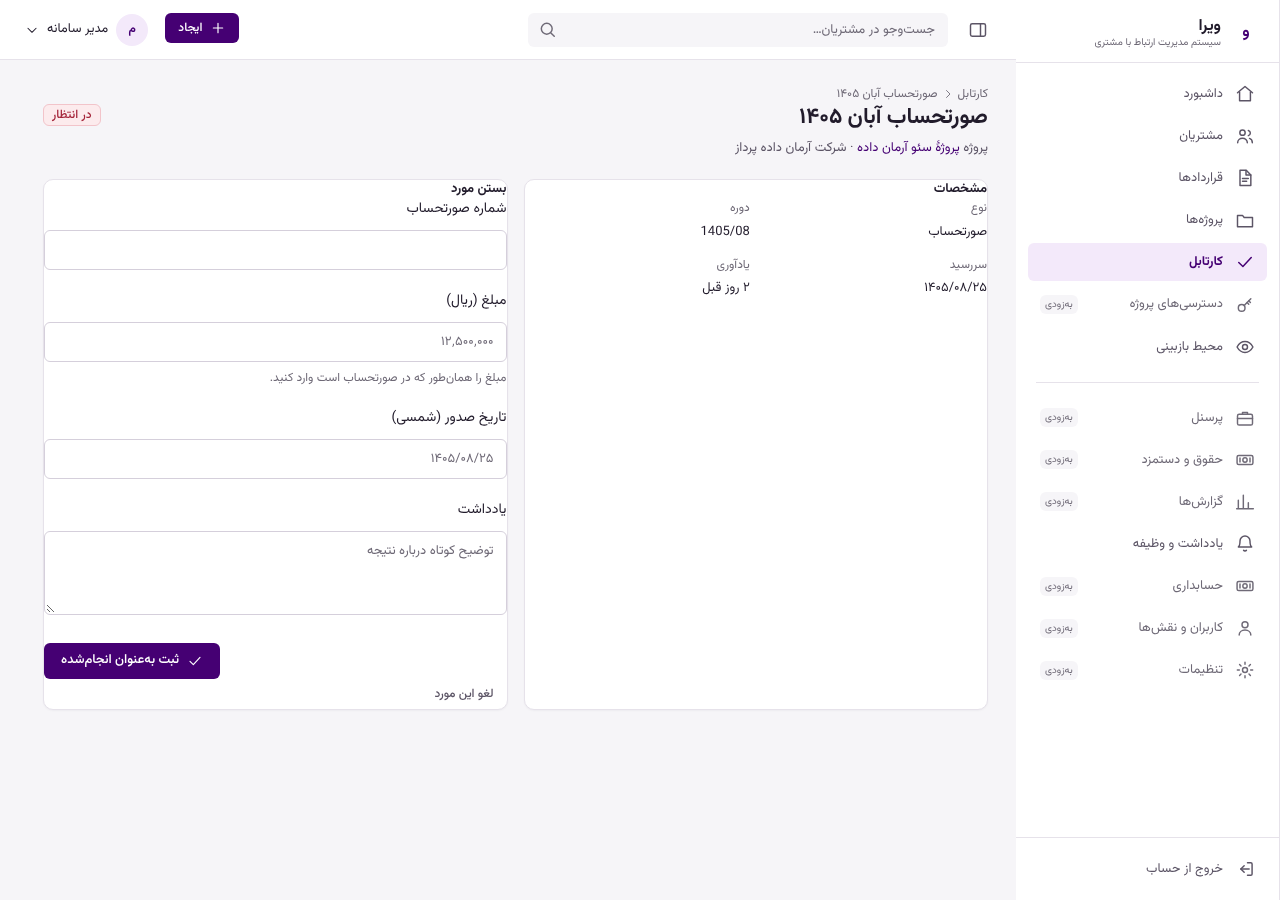 و
ویرا
سیستم مدیریت ارتباط با مشتری
داشبورد
مشتریان
قراردادها
پروژه‌ها
کارتابل
دسترسی‌های پروژه
به‌زودی
محیط بازبینی
پرسنل
به‌زودی
حقوق و دستمزد
به‌زودی
گزارش‌ها
به‌زودی
یادداشت و وظیفه
حسابداری
به‌زودی
کاربران و نقش‌ها
به‌زودی
تنظیمات
به‌زودی
خروج از حساب
جست‌وجو در مشتریان…
ایجاد
م
مدیر سامانه
کارتابل
صورتحساب آبان ۱۴۰۵
صورتحساب آبان ۱۴۰۵
در انتظار
پروژه پروژهٔ سئو آرمان داده · شرکت آرمان داده پرداز
مشخصات
نوع
صورتحساب
دوره
1405/08
سررسید
۱۴۰۵/۰۸/۲۵
یادآوری
۲ روز قبل
بستن مورد
شماره صورتحساب
مبلغ (ریال)
۱۲,۵۰۰,۰۰۰
مبلغ را همان‌طور که در صورتحساب است وارد کنید.
تاریخ صدور (شمسی)
۱۴۰۵/۰۸/۲۵
یادداشت
توضیح کوتاه درباره نتیجه
ثبت به‌عنوان انجام‌شده
لغو این مورد